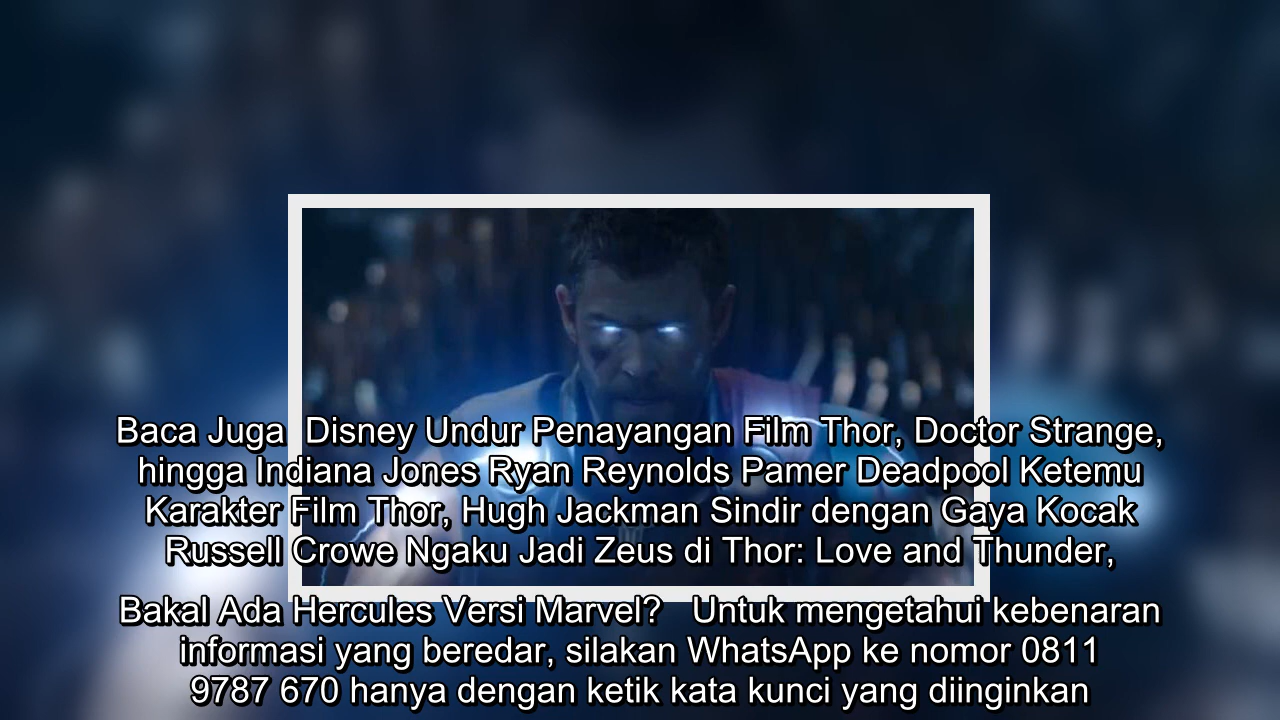 Baca Juga  Disney Undur Penayangan Film Thor, Doctor Strange,
hingga Indiana Jones Ryan Reynolds Pamer Deadpool Ketemu
Karakter Film Thor, Hugh Jackman Sindir dengan Gaya Kocak
Russell Crowe Ngaku Jadi Zeus di Thor: Love and Thunder,
Bakal Ada Hercules Versi Marvel?   Untuk mengetahui kebenaran
informasi yang beredar, silakan WhatsApp ke nomor 0811
9787 670 hanya dengan ketik kata kunci yang diinginkan